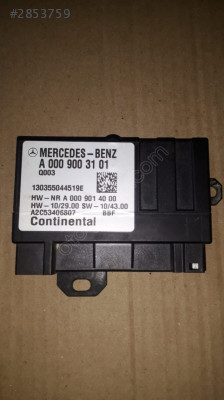 #2853759
MERCEDES-BENZ
A 000 900 31 01
Q003
130355044519E
HW-NR A 000 901 40 00
HW-10/29.00 SW-10/43.00
A2C53406807 BBF
Continental